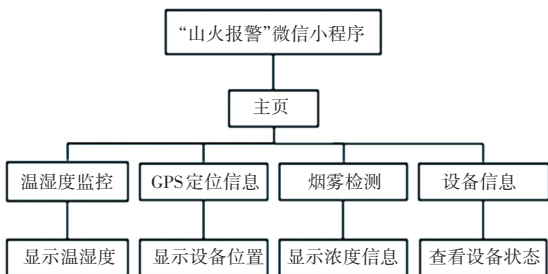 “山火报警”微信小程序
主页
温湿度监控
GPS定位信息
烟雾检测
设备信息
显示温湿度
显示设备位置
显示浓度信息
查看设备状态